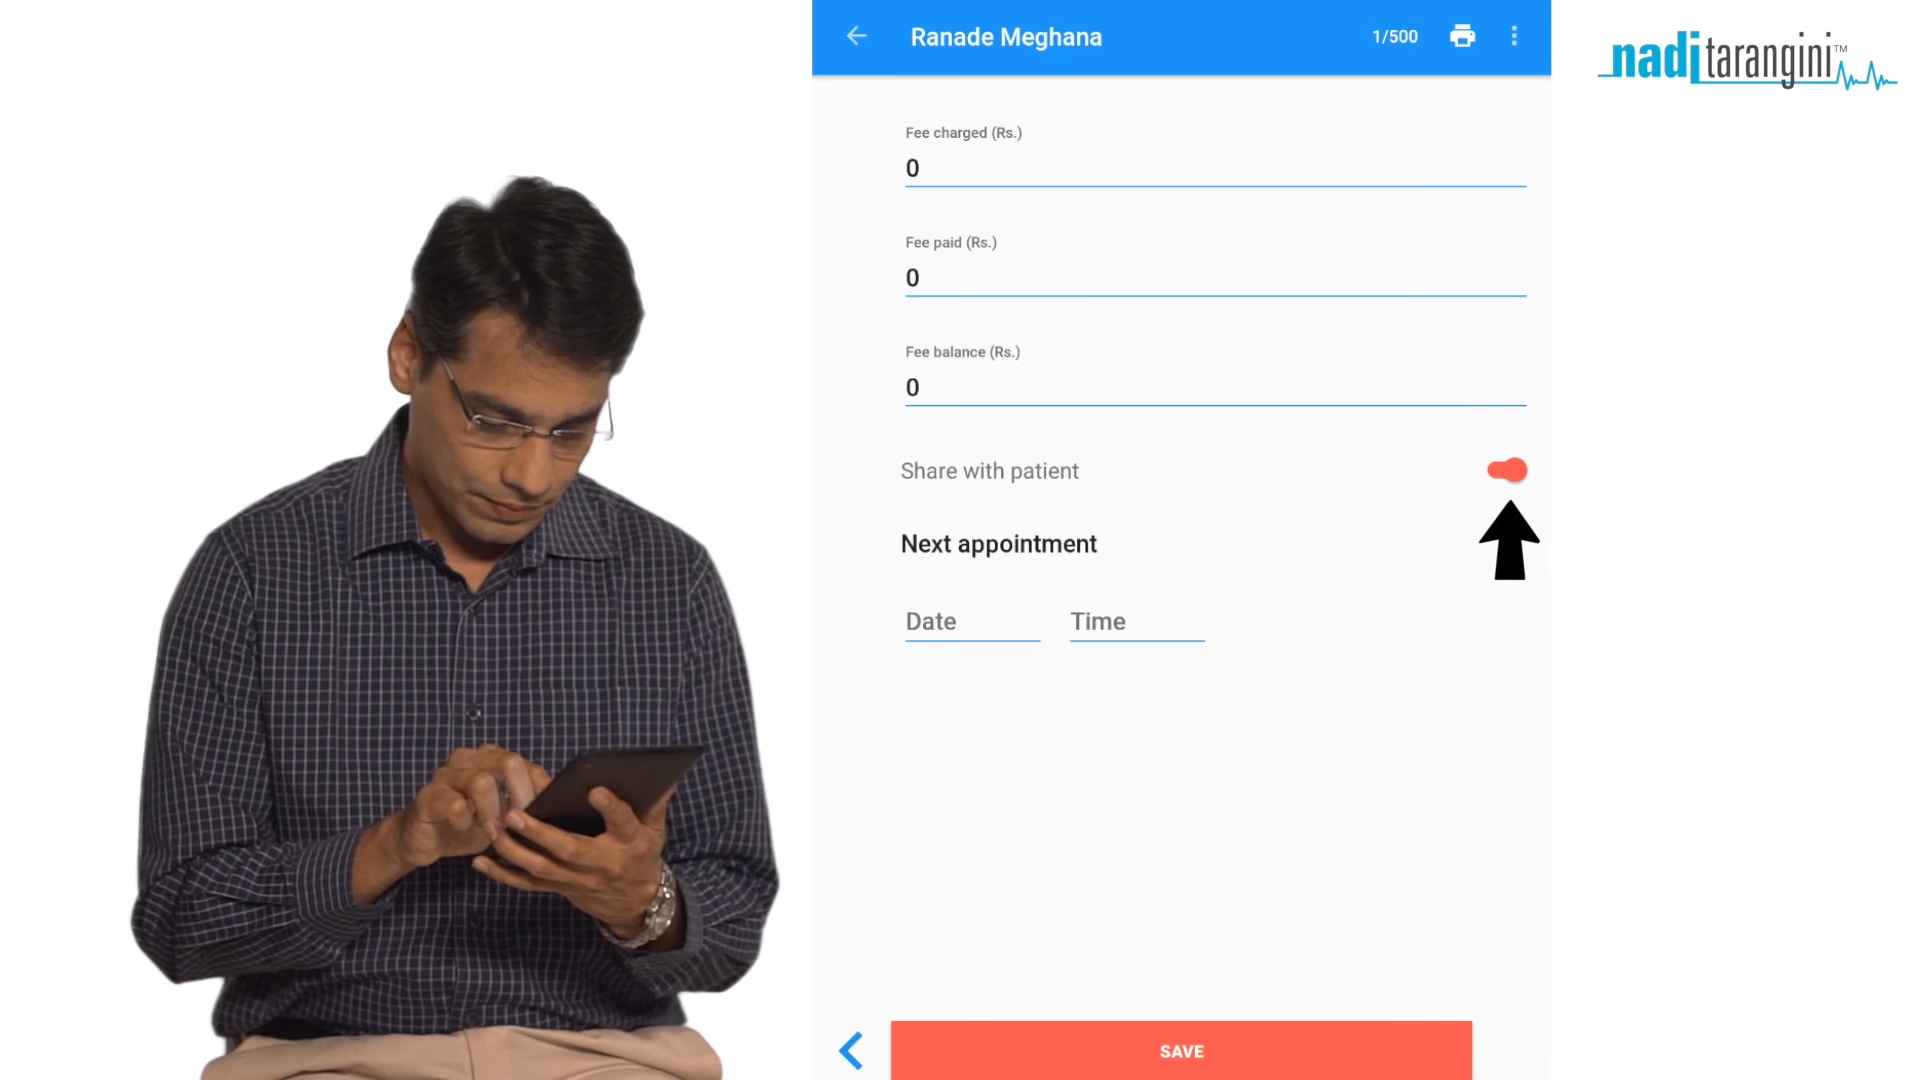 Ranade Meghana
1/500
nadi tarangini™
Fee charged (Rs.)
0
Fee paid (Rs.)
0
Fee balance (Rs.)
0
Share with patient
Next appointment
Date Time
SAVE